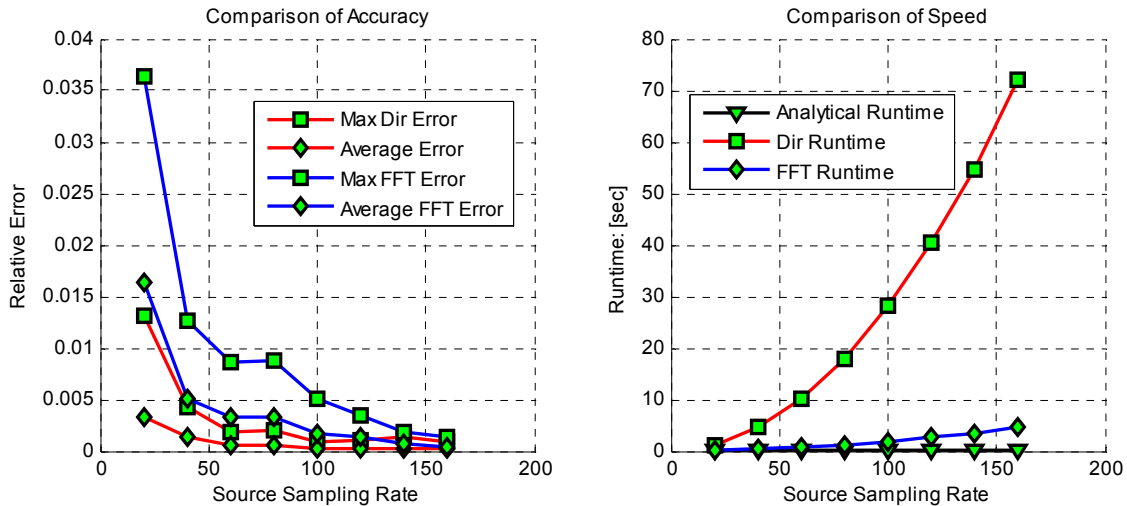 Comparison of Accuracy
0.04
0.035
0.03
0.025
0.02
0.015
0.01
0.005
0
Relative Error
Max Dir Error
Average Error
Max FFT Error
Average FFT Error
0
50
100
150
200
Source Sampling Rate
Comparison of Speed
80
70
60
50
40
30
20
10
0
Runtime: [sec]
Analytical Runtime
Dir Runtime
FFT Runtime
0
50
100
150
200
Source Sampling Rate